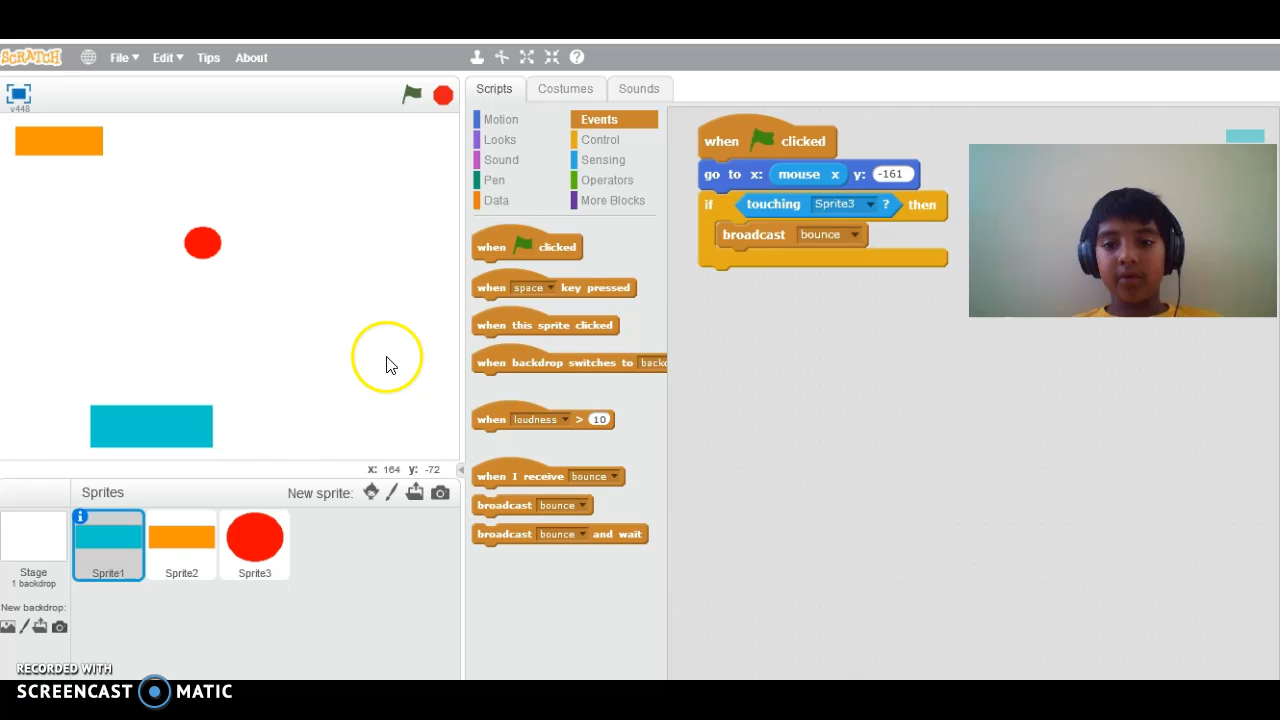 SCRATCH File Edit Tips About
v448
Scripts Costumes Sounds
Motion Events
Looks Control
Sound Sensing
Pen Operators
Data More Blocks
when clicked
when space key pressed
when this sprite clicked
when backdrop switches to backd
when loudness > 10
when I receive bounce
broadcast bounce
broadcast bounce and wait
when clicked
go to x: mouse x y: -161
if touching Sprite3 ? then
broadcast bounce
x: 164 y: -72
Sprites New sprite:
Stage
1 backdrop
New backdrop:
Sprite1 Sprite2 Sprite3
RECORDED WITH
SCREENCAST MATIC